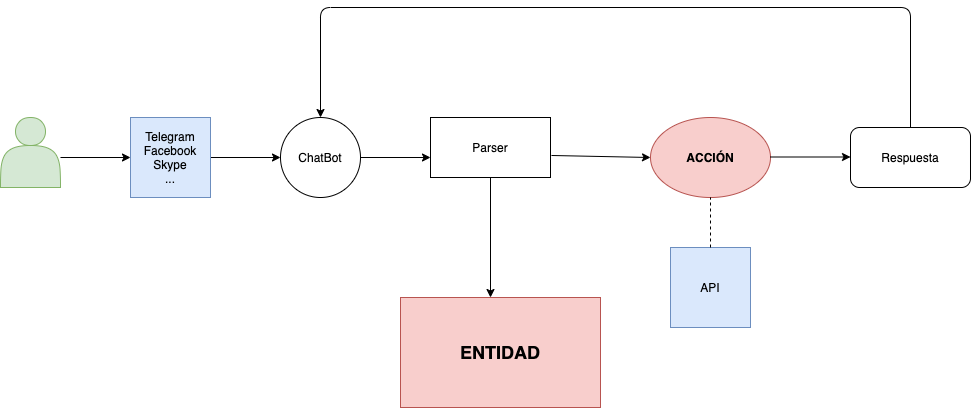 Telegram
Facebook
Skype
...
ChatBot
Parser
ACCIÓN
Respuesta
API
ENTIDAD